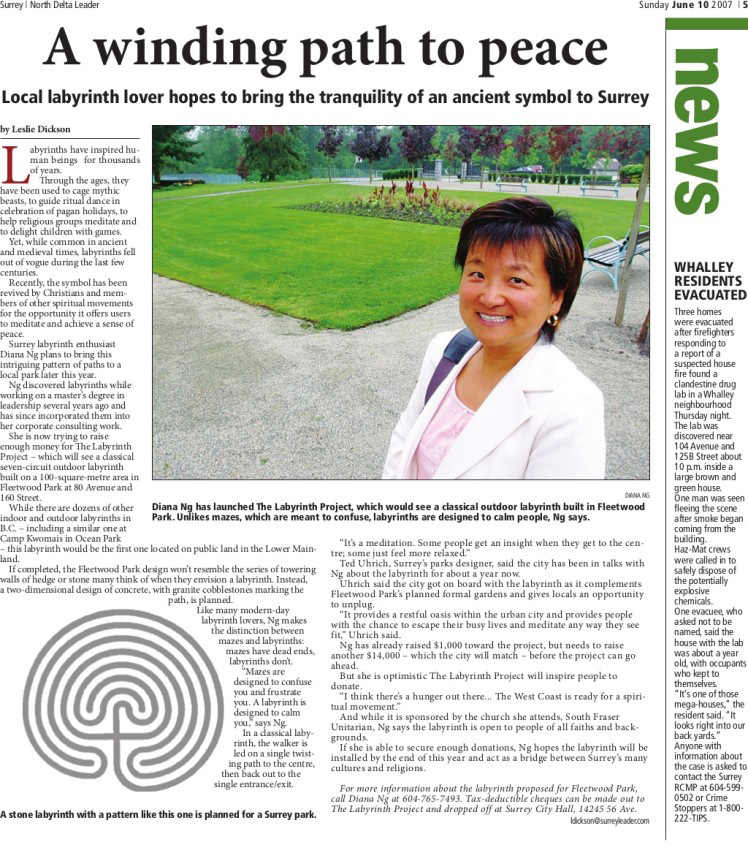 Surrey | North Delta Leader
Sunday June 10 2007 | 5
A winding path to peace
Local labyrinth lover hopes to bring the tranquility of an ancient symbol to Surrey
by Leslie Dickson
Labyrinths have inspired hu-
man beings for thousands
of years.
Through the ages, they
have been used to cage mythic
beasts, to guide ritual dance in
celebration of pagan holidays, to
help religious groups meditate and
to delight children with games.
Yet, while common in ancient
and medieval times, labyrinths fell
out of vogue during the last few
centuries.
Recently, the symbol has been
revived by Christians and mem-
bers of other spiritual movements
for the opportunity it offers users
to meditate and achieve a sense of
peace.
Surrey labyrinth enthusiast
Diana Ng plans to bring this
intriguing pattern of paths to a
local park later this year.
Ng discovered labyrinths while
working on a master's degree in
leadership several years ago and
has since incorporated them into
her corporate consulting work.
She is now trying to raise
enough money for The Labyrinth
Project – which will see a classical
seven-circuit outdoor labyrinth
built on a 100-square-metre area in
Fleetwood Park at 80 Avenue and
160 Street.
While there are dozens of other
indoor and outdoor labyrinths in
B.C. – including a similar one at
Camp Kwomais in Ocean Park
– this labyrinth would be the first one located on public land in the Lower Main-
land.
If completed, the Fleetwood Park design won't resemble the series of towering
walls of hedge or stone many think of when they envision a labyrinth. Instead,
a two-dimensional design of concrete, with granite cobblestones marking the
path, is planned.
Like many modern-day
labyrinth lovers, Ng makes
the distinction between
mazes and labyrinths:
mazes have dead ends,
labyrinths don't.
"Mazes are
designed to confuse
you and frustrate
you. A labyrinth is
designed to calm
you," says Ng.
In a classical laby-
rinth, the walker is
led on a single twist-
ing path to the centre,
then back out to the
single entrance/exit.
A stone labyrinth with a pattern like this one is planned for a Surrey park.
DIANA NG
Diana Ng has launched The Labyrinth Project, which would see a classical outdoor labyrinth built in Fleetwood
Park. Unlikes mazes, which are meant to confuse, labyrinths are designed to calm people, Ng says.
"It's a meditation. Some people get an insight when they get to the cen-
tre; some just feel more relaxed."
Ted Uhrich, Surrey's parks designer, said the city has been in talks with
Ng about the labyrinth for about a year now.
Uhrich said the city got on board with the labyrinth as it complements
Fleetwood Park's planned formal gardens and gives locals an opportunity
to unplug.
"It provides a restful oasis within the urban city and provides people
with the chance to escape their busy lives and meditate any way they see
fit," Uhrich said.
Ng has already raised $1,000 toward the project, but needs to raise
another $14,000 – which the city will match – before the project can go
ahead.
But she is optimistic The Labyrinth Project will inspire people to
donate.
"I think there's a hunger out there... The West Coast is ready for a spiri-
tual movement."
And while it is sponsored by the church she attends, South Fraser
Unitarian, Ng says the labyrinth is open to people of all faiths and back-
grounds.
If she is able to secure enough donations, Ng hopes the labyrinth will be
installed by the end of this year and act as a bridge between Surrey's many
cultures and religions.
For more information about the labyrinth proposed for Fleetwood Park,
call Diana Ng at 604-765-7493. Tax-deductible cheques can be made out to
The Labyrinth Project and dropped off at Surrey City Hall, 14245 56 Ave.
ldickson@surreyleader.com
news
WHALLEY
RESIDENTS
EVACUATED
Three homes
were evacuated
after firefighters
responding to
a report of a
suspected house
fire found a
clandestine drug
lab in a Whalley
neighbourhood
Thursday night.
The lab was
discovered near
104 Avenue and
125B Street about
10 p.m. inside a
large brown and
green house.
One man was seen
fleeing the scene
after smoke began
coming from the
building.
Haz-Mat crews
were called in to
safely dispose of
the potentially
explosive
chemicals.
One evacuee, who
asked not to be
named, said the
house with the lab
was about a year
old, with occupants
who kept to
themselves.
"It's one of those
mega-houses," the
resident said. "It
looks right into our
back yards."
Anyone with
information about
the case is asked to
contact the Surrey
RCMP at 604-599-
0502 or Crime
Stoppers at 1-800-
222-TIPS.